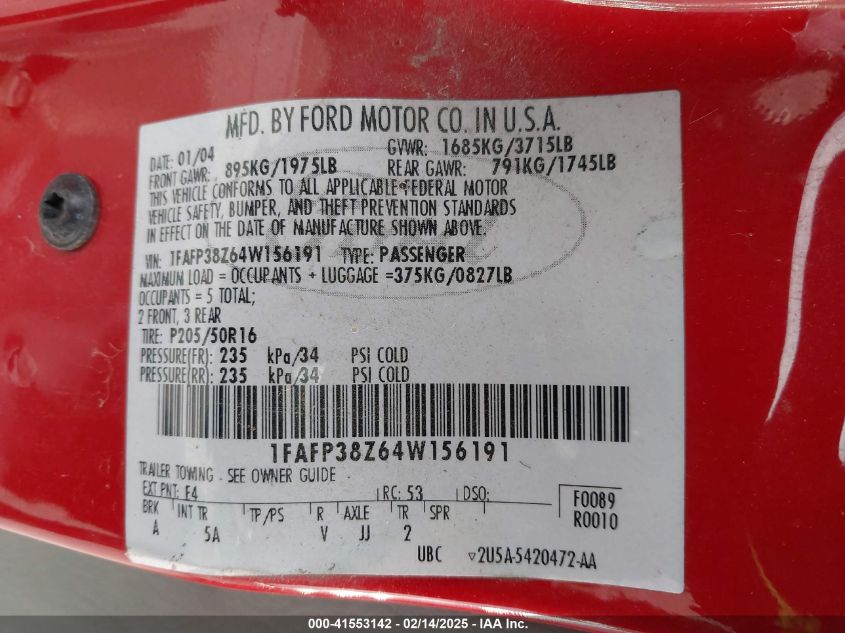 MFD. BY FORD MOTOR CO. IN U.S.A.
DATE: 01/04 GVWR: 1685KG/3715LB
FRONT GAWR: 895KG/1975LB REAR GAWR: 791KG/1745LB
THIS VEHICLE CONFORMS TO ALL APPLICABLE FEDERAL MOTOR
VEHICLE SAFETY, BUMPER, AND THEFT PREVENTION STANDARDS
IN EFFECT ON THE DATE OF MANUFACTURE SHOWN ABOVE.
VIN: 1FAFP38Z64W156191 TYPE: PASSENGER
MAXIMUM LOAD = OCCUPANTS + LUGGAGE =375KG/0827LB
OCCUPANTS = 5 TOTAL;
2 FRONT, 3 REAR
TIRE: P205/50R16
PRESSURE(FR): 235 kPa/34 PSI COLD
PRESSURE(RR): 235 kPa/34 PSI COLD
1FAFP38Z64W156191
TRAILER TOWING - SEE OWNER GUIDE
EXT PNT: E4 RC: 53 DSO: F0089
BRK INT TR TP/PS R AXLE TR SPR R0010
A 5A V JJ 2
UBC ▽2U5A-5420472-AA
000-41553142 - 02/14/2025 - IAAI.com